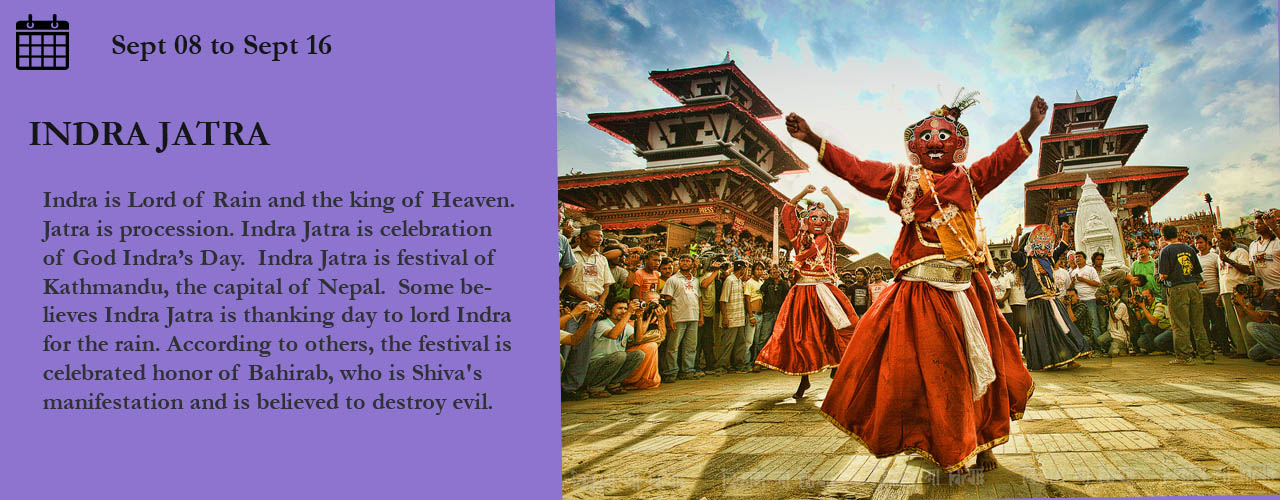 Sept 08 to Sept 16
INDRA JATRA
Indra is Lord of Rain and the king of Heaven.
Jatra is procession. Indra Jatra is celebration
of God Indra’s Day.  Indra Jatra is festival of
Kathmandu, the capital of Nepal.  Some be-
lieves Indra Jatra is thanking day to lord Indra
for the rain. According to others, the festival is
celebrated honor of Bahirab, who is Shiva's
manifestation and is believed to destroy evil.